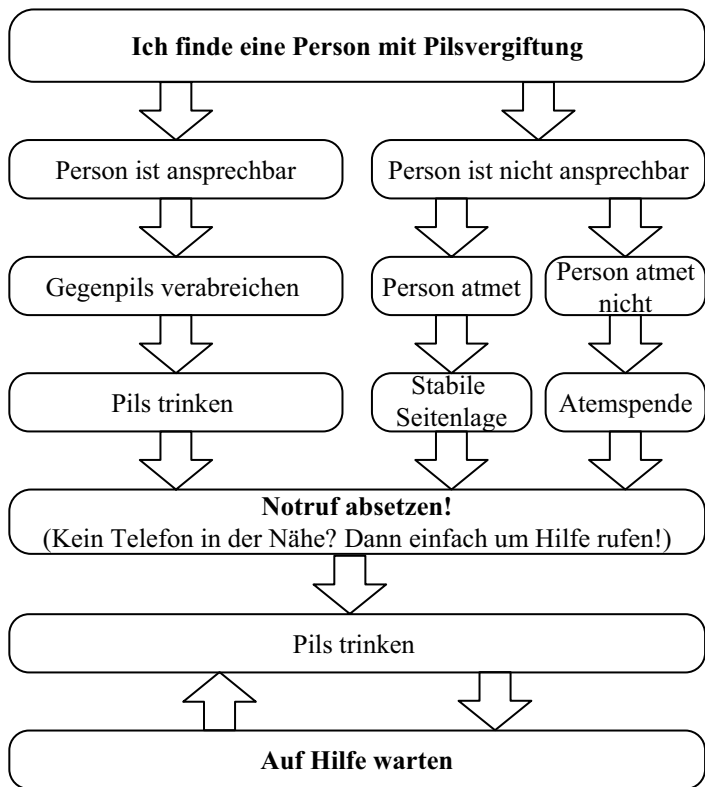 Ich finde eine Person mit Pilsvergiftung
Person ist ansprechbar
Person ist nicht ansprechbar
Gegenpils verabreichen
Person atmet
Person atmet
nicht
Pils trinken
Stabile
Seitenlage
Atemspende
Notruf absetzen!
(Kein Telefon in der Nähe? Dann einfach um Hilfe rufen!)
Pils trinken
Auf Hilfe warten